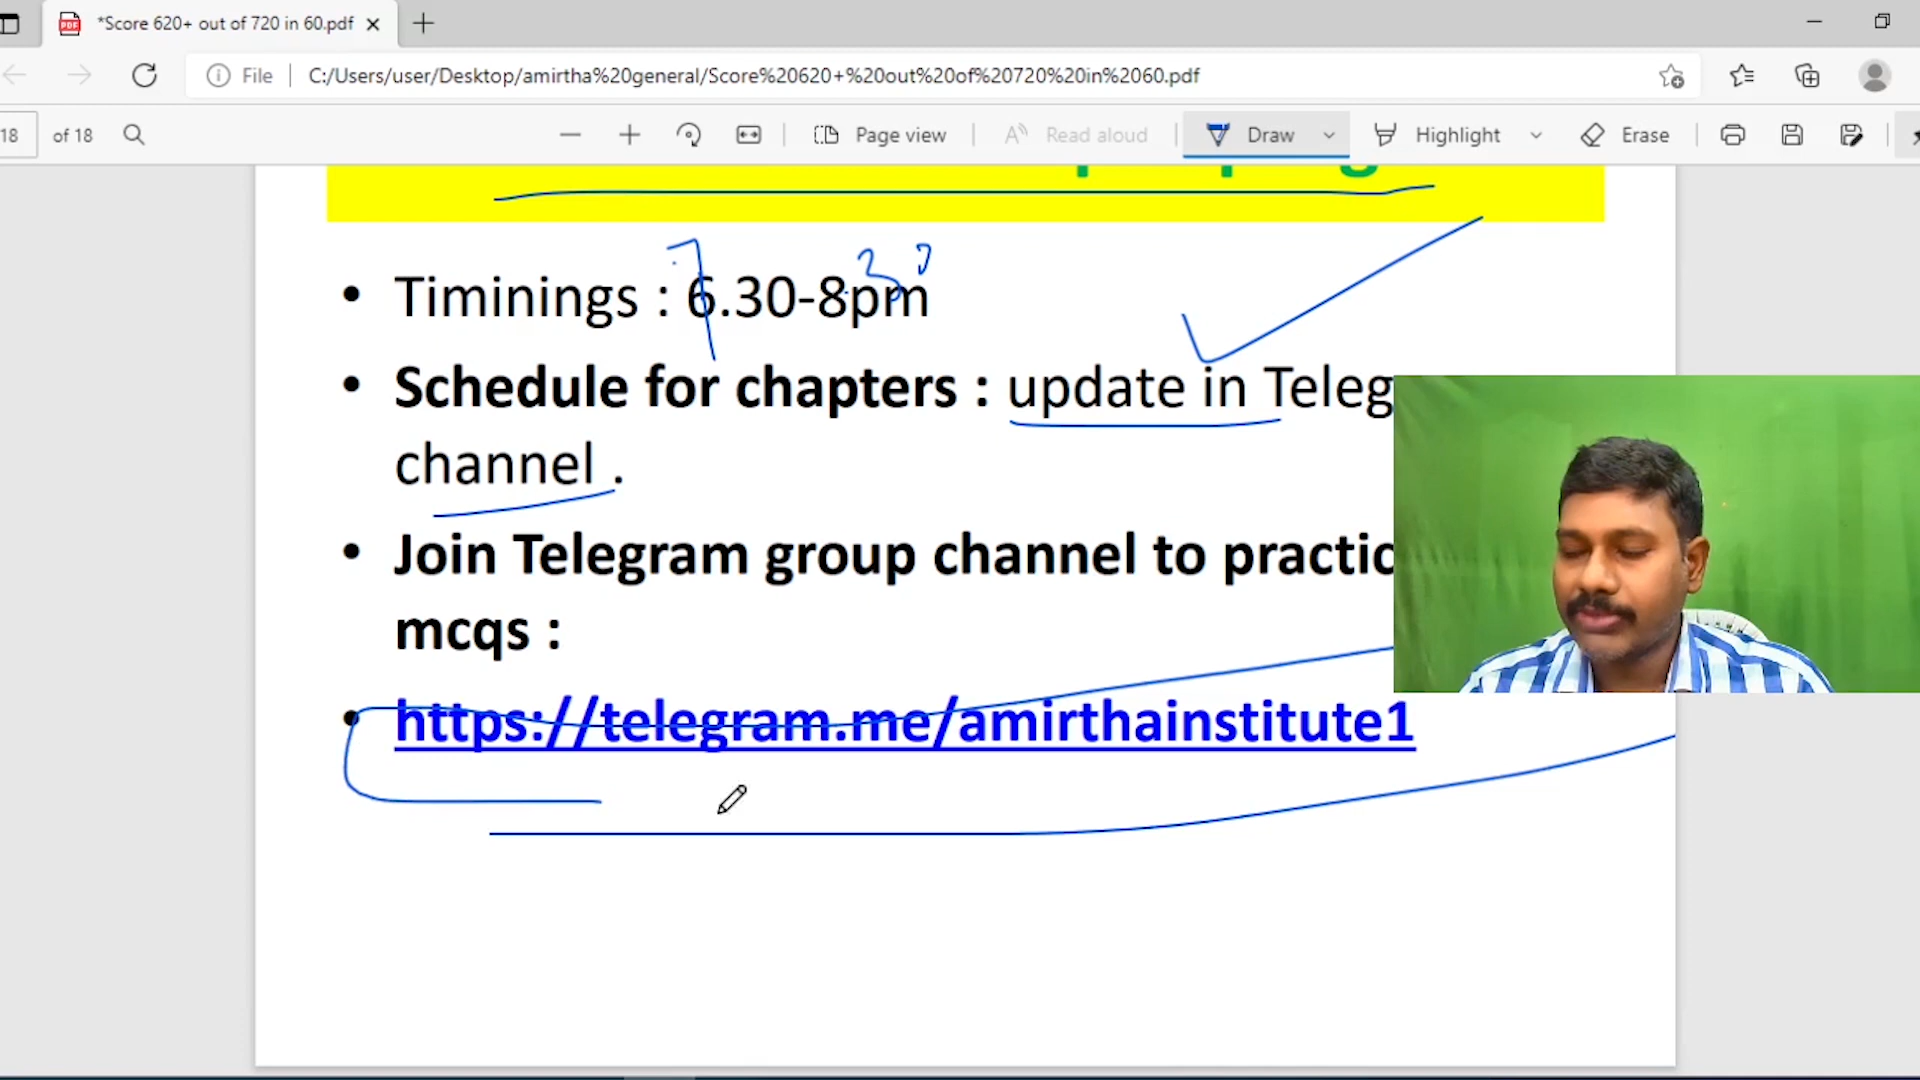 *Score 620+ out of 720 in 60.pdf
File C:/Users/user/Desktop/amirtha%20general/Score%20620+%20out%20of%20720%20in%2060.pdf
18 of 18 Page view Read aloud Draw Highlight Erase
• Timinings : 6.30-8pm
7 30
• Schedule for chapters : update in Teleg
channel .
• Join Telegram group channel to practic
mcqs :
• https://telegram.me/amirthainstitute1